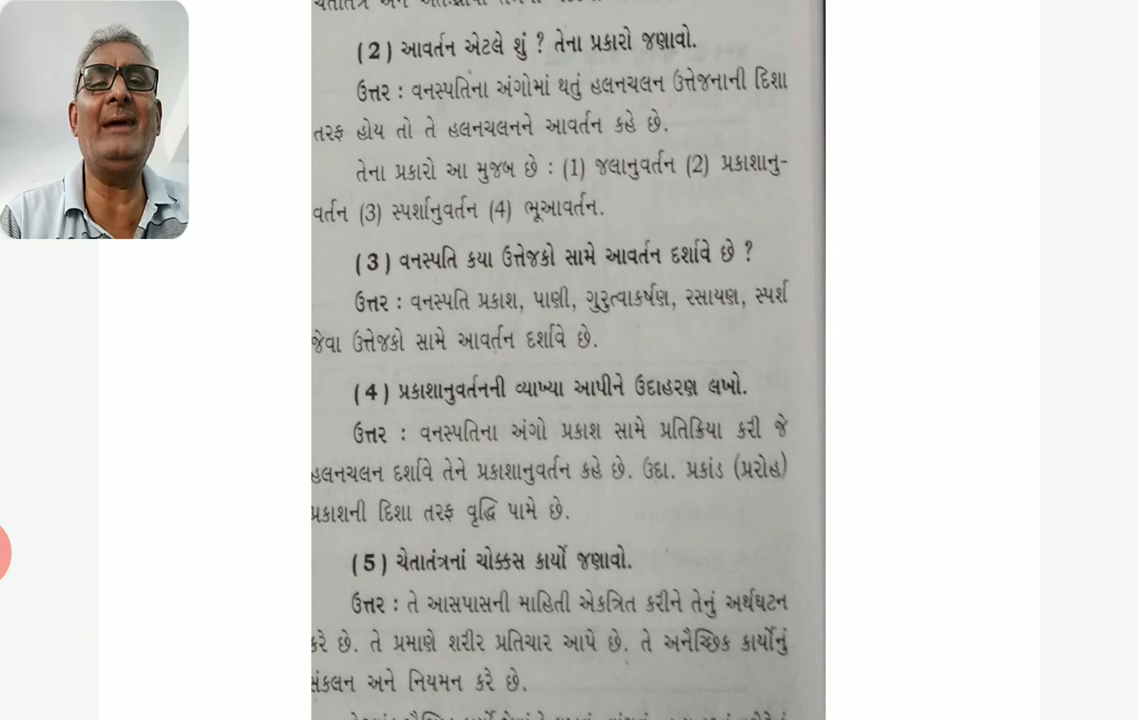 (2) આવર્તન એટલે શું ? તેના પ્રકારો જણાવો.
ઉત્તર : વનસ્પતિના અંગોમાં થતું હલનચલન ઉત્તેજનાની દિશા
તરફ હોય તો તે હલનચલનને આવર્તન કહે છે.
તેના પ્રકારો આ મુજબ છે : (1) જલાનુવર્તન (2) પ્રકાશાનુ-
વર્તન (3) સ્પર્શાનુવર્તન (4) ભૂઆવર્તન.
(3) વનસ્પતિ કયા ઉત્તેજકો સામે આવર્તન દર્શાવે છે ?
ઉત્તર : વનસ્પતિ પ્રકાશ, પાણી, ગુરુત્વાકર્ષણ, રસાયણ, સ્પર્શ
જેવા ઉત્તેજકો સામે આવર્તન દર્શાવે છે.
(4) પ્રકાશાનુવર્તનની વ્યાખ્યા આપીને ઉદાહરણ લખો.
ઉત્તર : વનસ્પતિના અંગો પ્રકાશ સામે પ્રતિક્રિયા કરી જે
હલનચલન દર્શાવે તેને પ્રકાશાનુવર્તન કહે છે. ઉદા. પ્રકાંડ (પ્રરોહ)
પ્રકાશની દિશા તરફ વૃદ્ધિ પામે છે.
(5) ચેતાતંત્રનાં ચોક્કસ કાર્યો જણાવો.
ઉત્તર : તે આસપાસની માહિતી એકત્રિત કરીને તેનું અર્થઘટન
કરે છે. તે પ્રમાણે શરીર પ્રતિચાર આપે છે. તે અનૈચ્છિક કાર્યોનું
સંકલન અને નિયમન કરે છે.